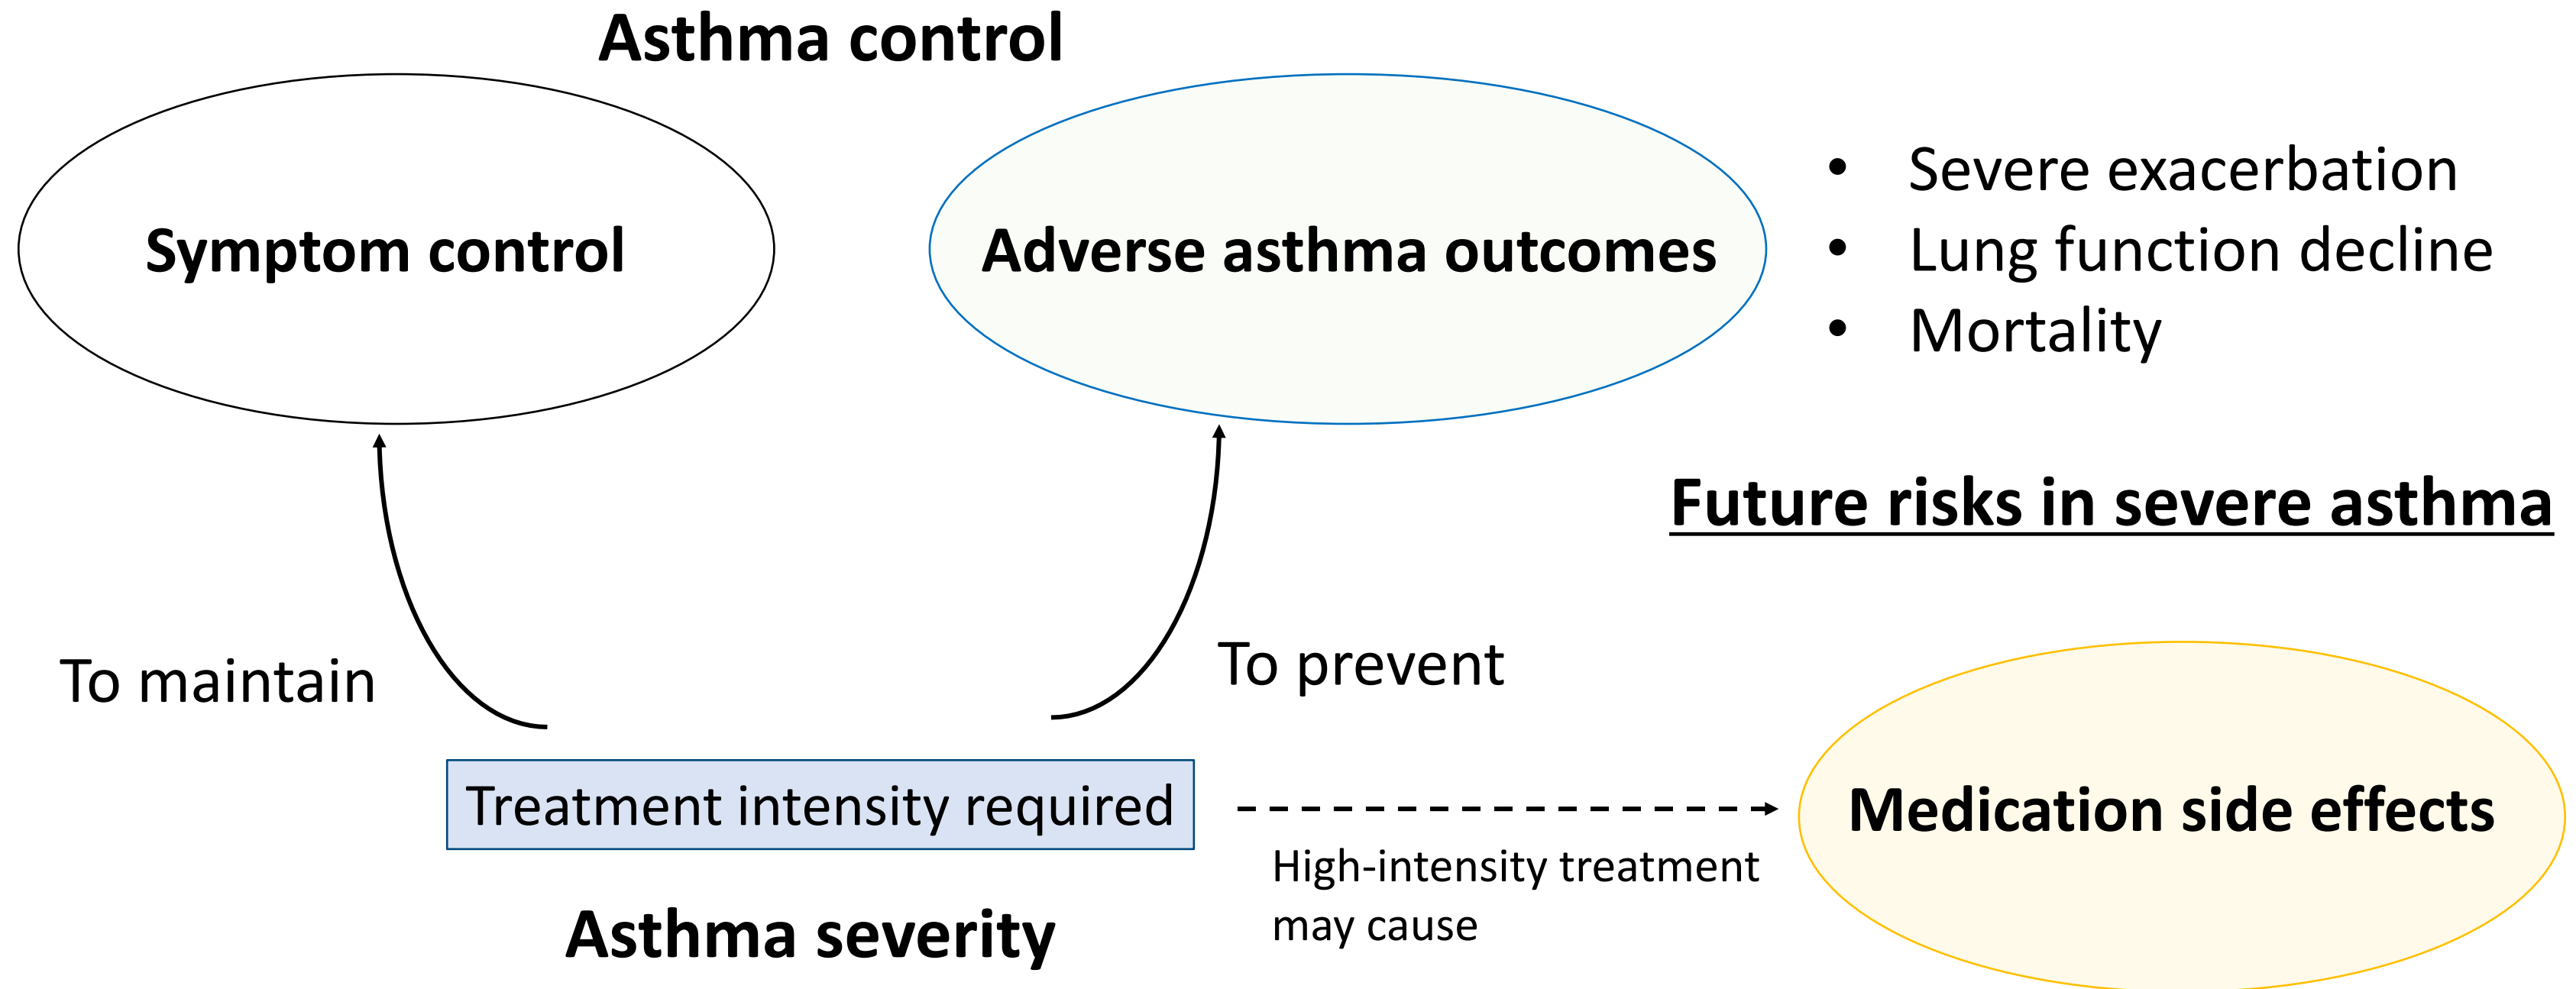 Asthma control
Symptom control
Adverse asthma outcomes
• Severe exacerbation
• Lung function decline
• Mortality
Future risks in severe asthma
To maintain
To prevent
Treatment intensity required
High-intensity treatment
may cause
Medication side effects
Asthma severity